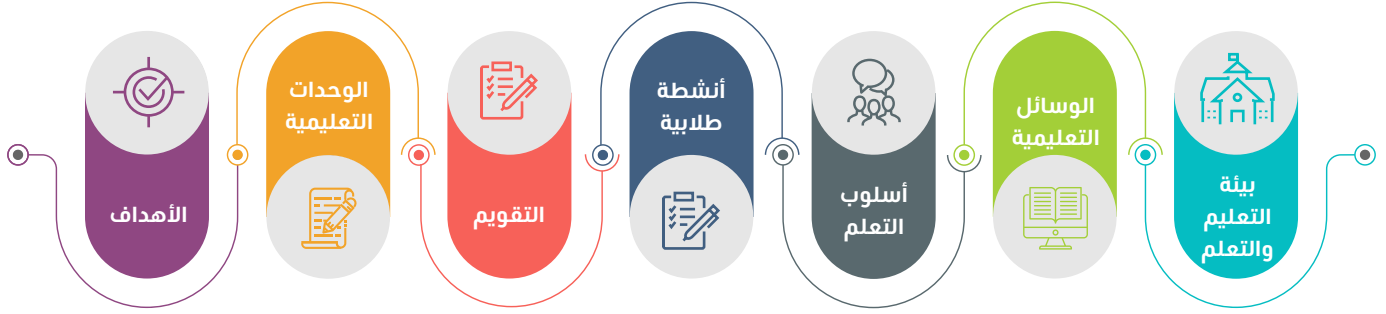 بيئة
التعليم
والتعلم
الوسائل
التعليمية
أسلوب
التعلم
أنشطة
طلابية
التقويم
الوحدات
التعليمية
الأهداف